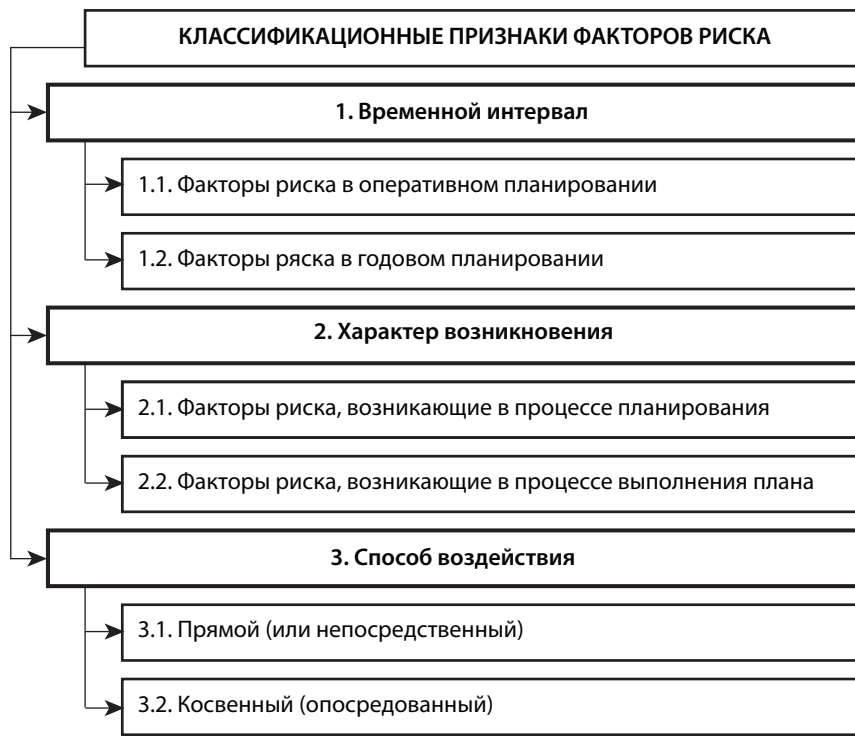 КЛАССИФИКАЦИОННЫЕ ПРИЗНАКИ ФАКТОРОВ РИСКА
1. Временной интервал
1.1. Факторы риска в оперативном планировании
1.2. Факторы ряска в годовом планировании
2. Характер возникновения
2.1. Факторы риска, возникающие в процессе планирования
2.2. Факторы риска, возникающие в процессе выполнения плана
3. Способ воздействия
3.1. Прямой (или непосредственный)
3.2. Косвенный (опосредованный)